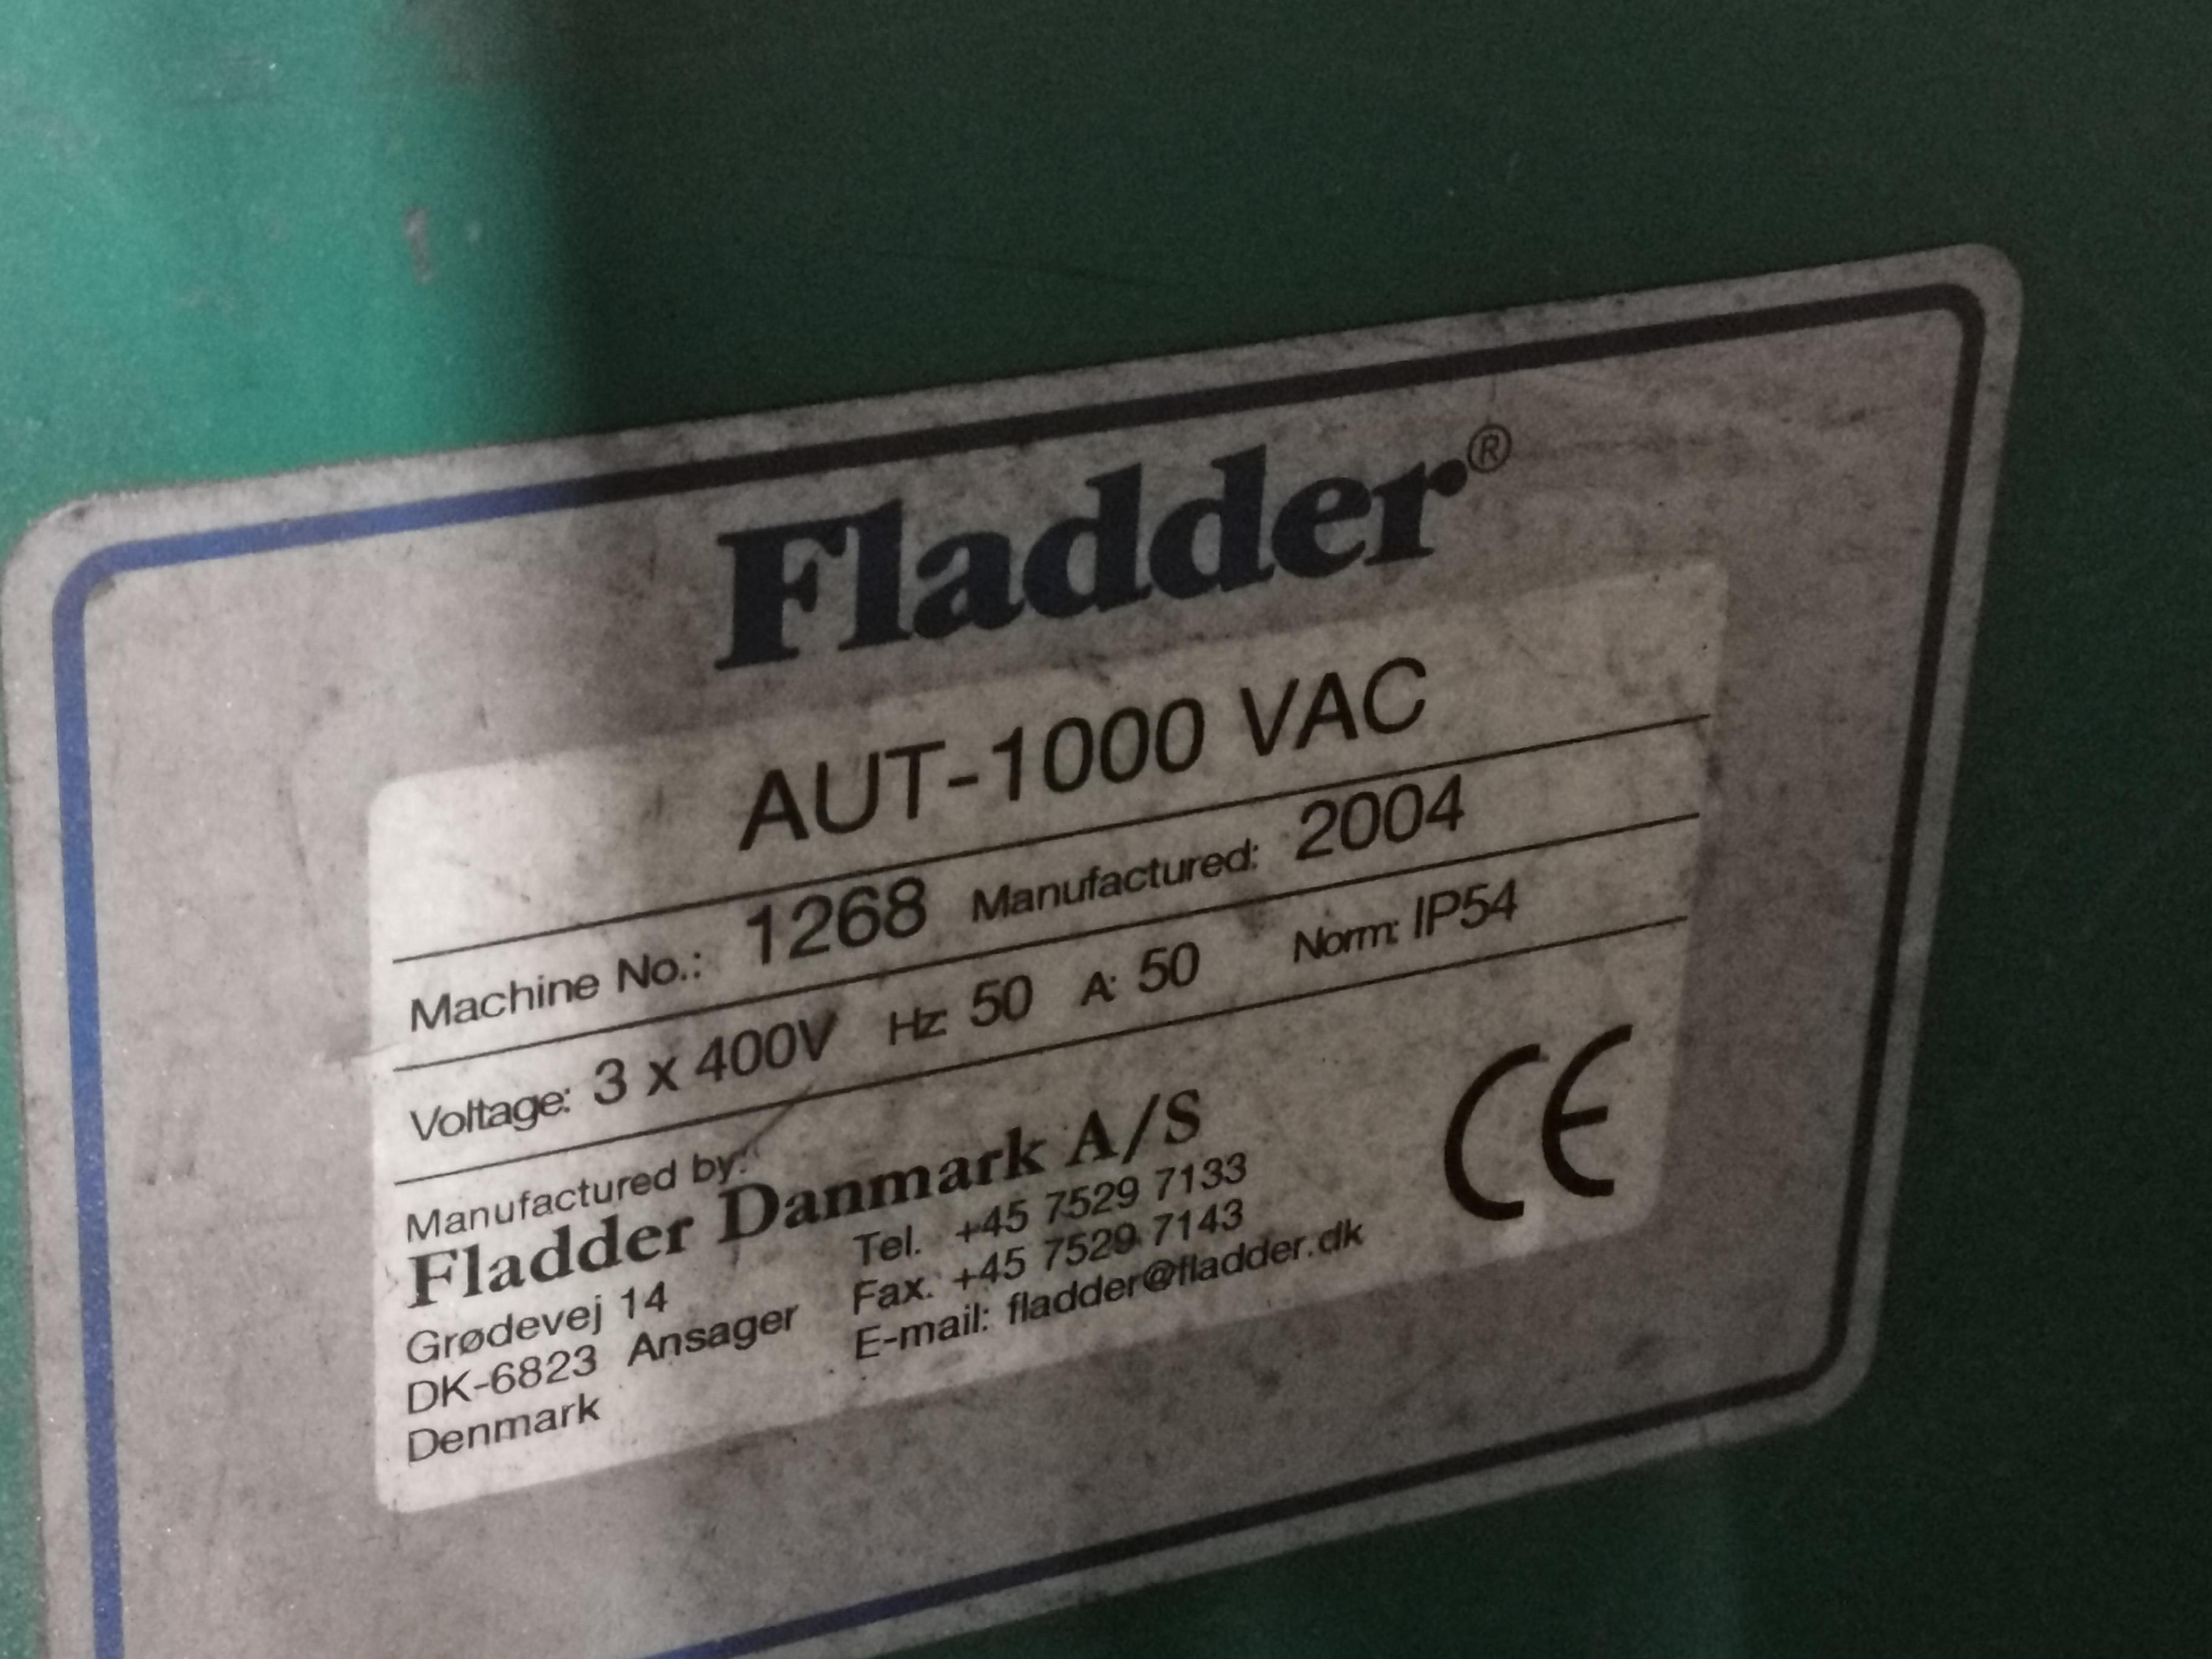 Fladder®
AUT-1000 VAC
Machine No.: 1268 Manufactured: 2004
Voltage: 3 x 400V Hz: 50 A: 50 Norm: IP54
Manufactured by:
Fladder Danmark A/S
Grødevej 14
DK-6823 Ansager
Denmark
Tel. +45 7529 7133
Fax. +45 7529 7143
E-mail: fladder@fladder.dk
CE